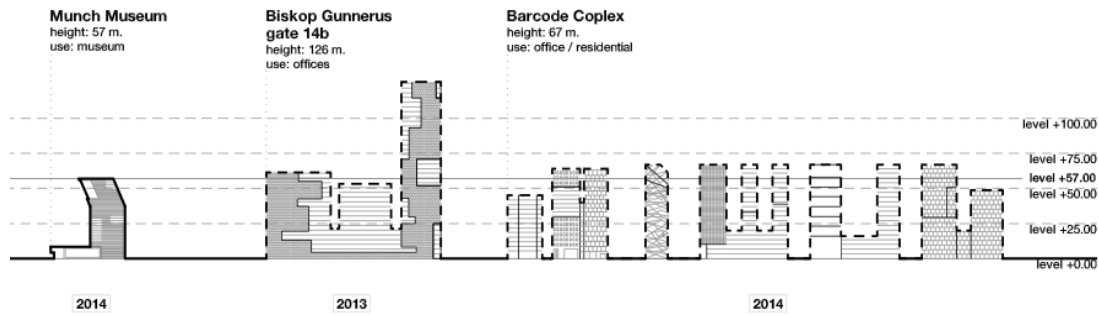 Munch Museum
height: 57 m.
use: museum
Biskop Gunnerus
gate 14b
height: 126 m.
use: offices
Barcode Coplex
height: 67 m.
use: office / residential
level +100.00
level +75.00
level +57.00
level +50.00
level +25.00
level +0.00
2014
2013
2014